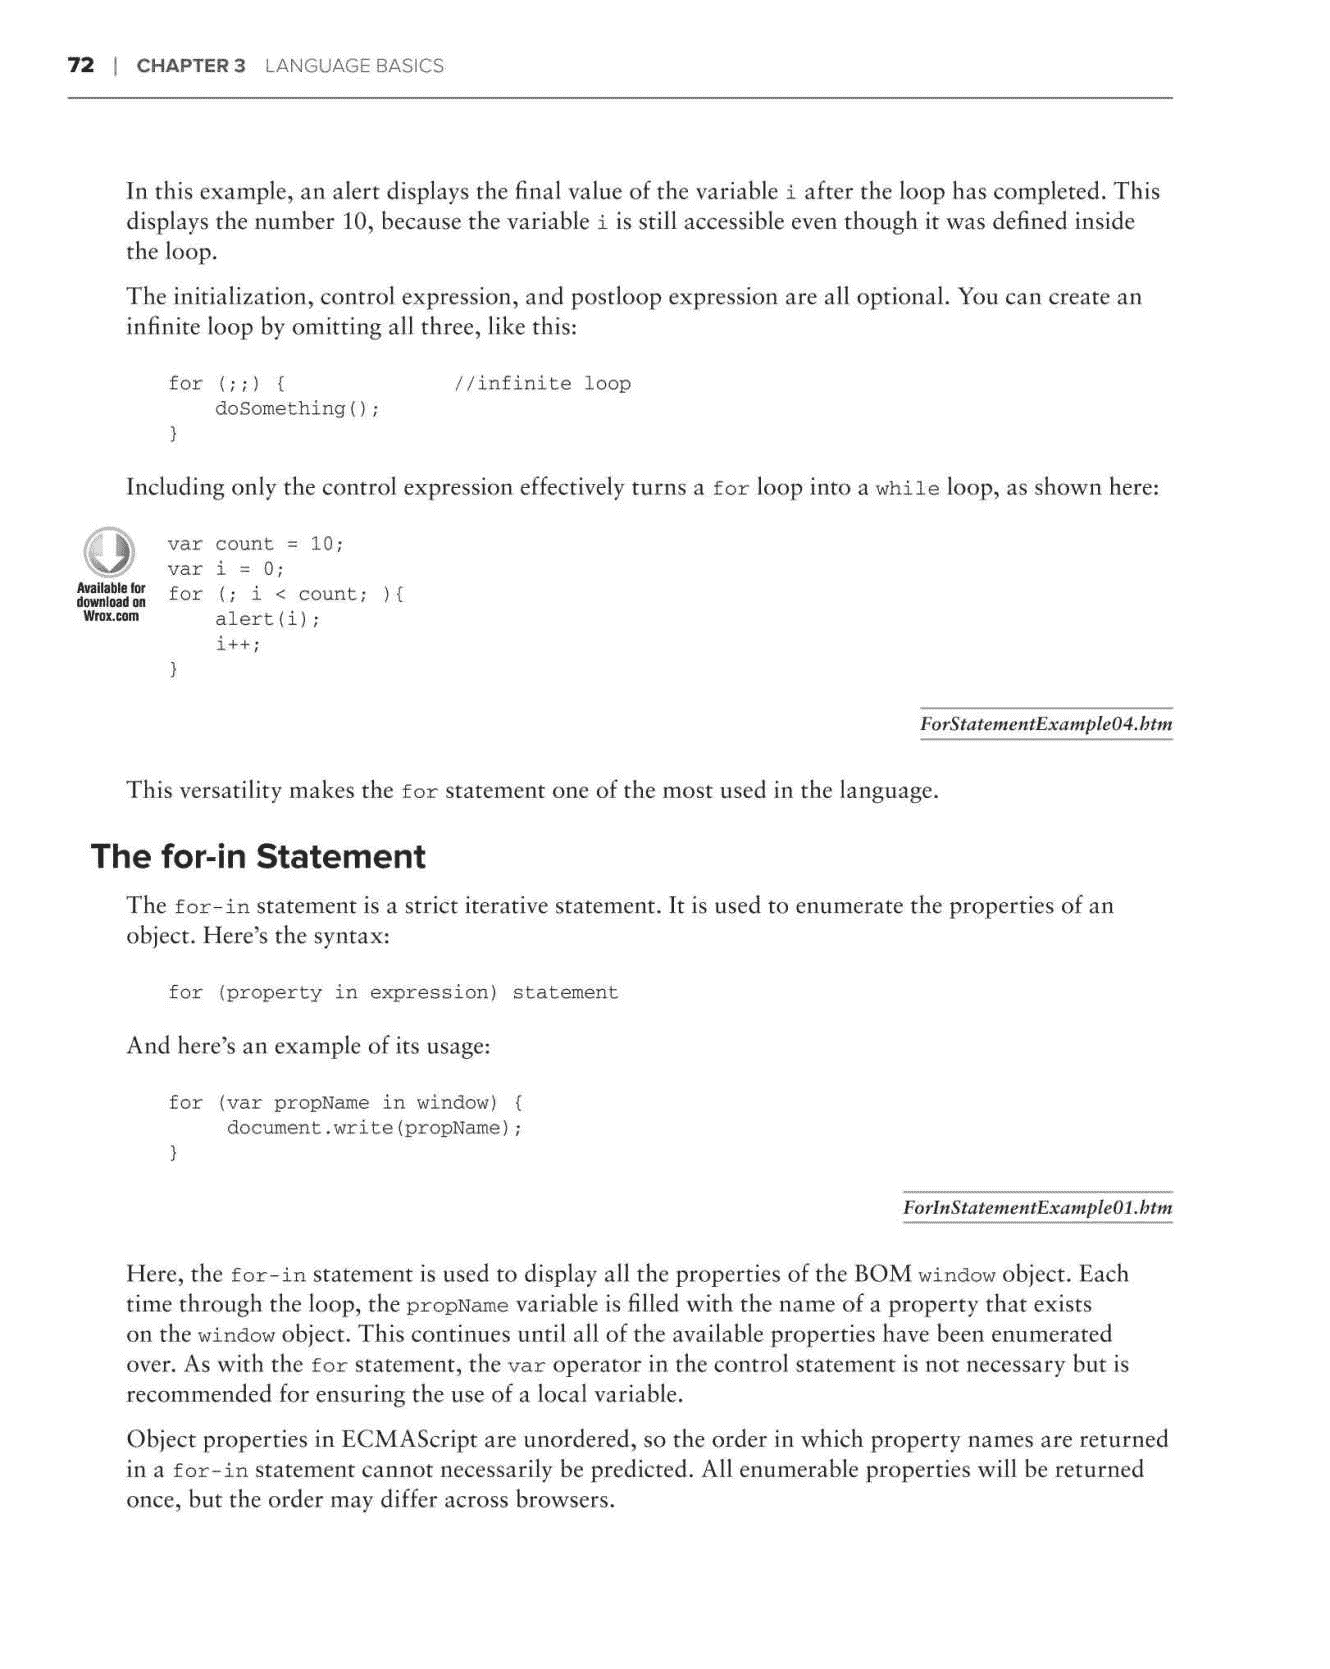 72 | CHAPTER 3 LANGUAGE BASICS
In this example, an alert displays the final value of the variable i after the loop has completed. This
displays the number 10, because the variable i is still accessible even though it was defined inside
the loop.
The initialization, control expression, and postloop expression are all optional. You can create an
infinite loop by omitting all three, like this:
for (;;) { //infinite loop
doSomething();
}
Including only the control expression effectively turns a for loop into a while loop, as shown here:
Available for
download on
Wrox.com
var count = 10;
var i = 0;
for (; i < count; ){
alert(i);
i++;
}
ForStatementExample04.htm
This versatility makes the for statement one of the most used in the language.
The for-in Statement
The for-in statement is a strict iterative statement. It is used to enumerate the properties of an
object. Here’s the syntax:
for (property in expression) statement
And here’s an example of its usage:
for (var propName in window) {
document.write(propName);
}
ForInStatementExample01.htm
Here, the for-in statement is used to display all the properties of the BOM window object. Each
time through the loop, the propName variable is filled with the name of a property that exists
on the window object. This continues until all of the available properties have been enumerated
over. As with the for statement, the var operator in the control statement is not necessary but is
recommended for ensuring the use of a local variable.
Object properties in ECMAScript are unordered, so the order in which property names are returned
in a for-in statement cannot necessarily be predicted. All enumerable properties will be returned
once, but the order may differ across browsers.